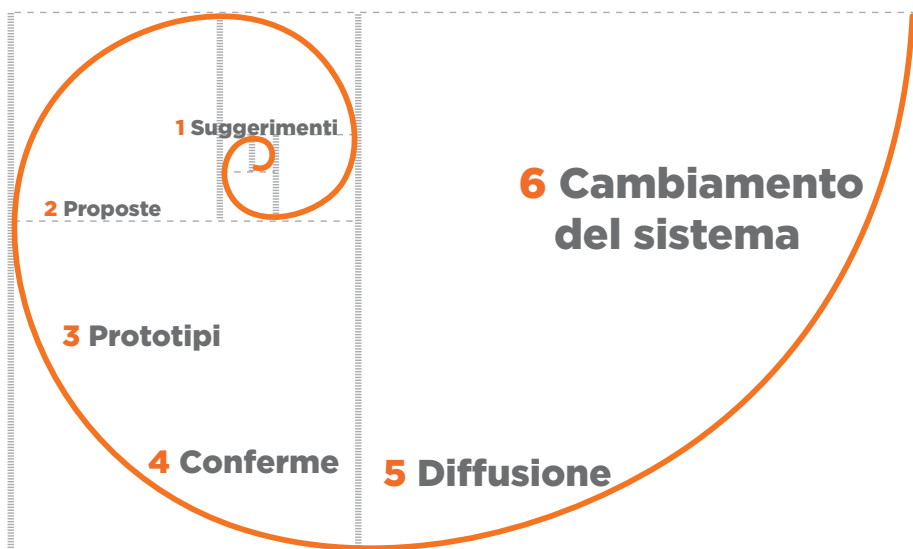 1 Suggerimenti
2 Proposte
3 Prototipi
4 Conferme
5 Diffusione
6 Cambiamento
del sistema